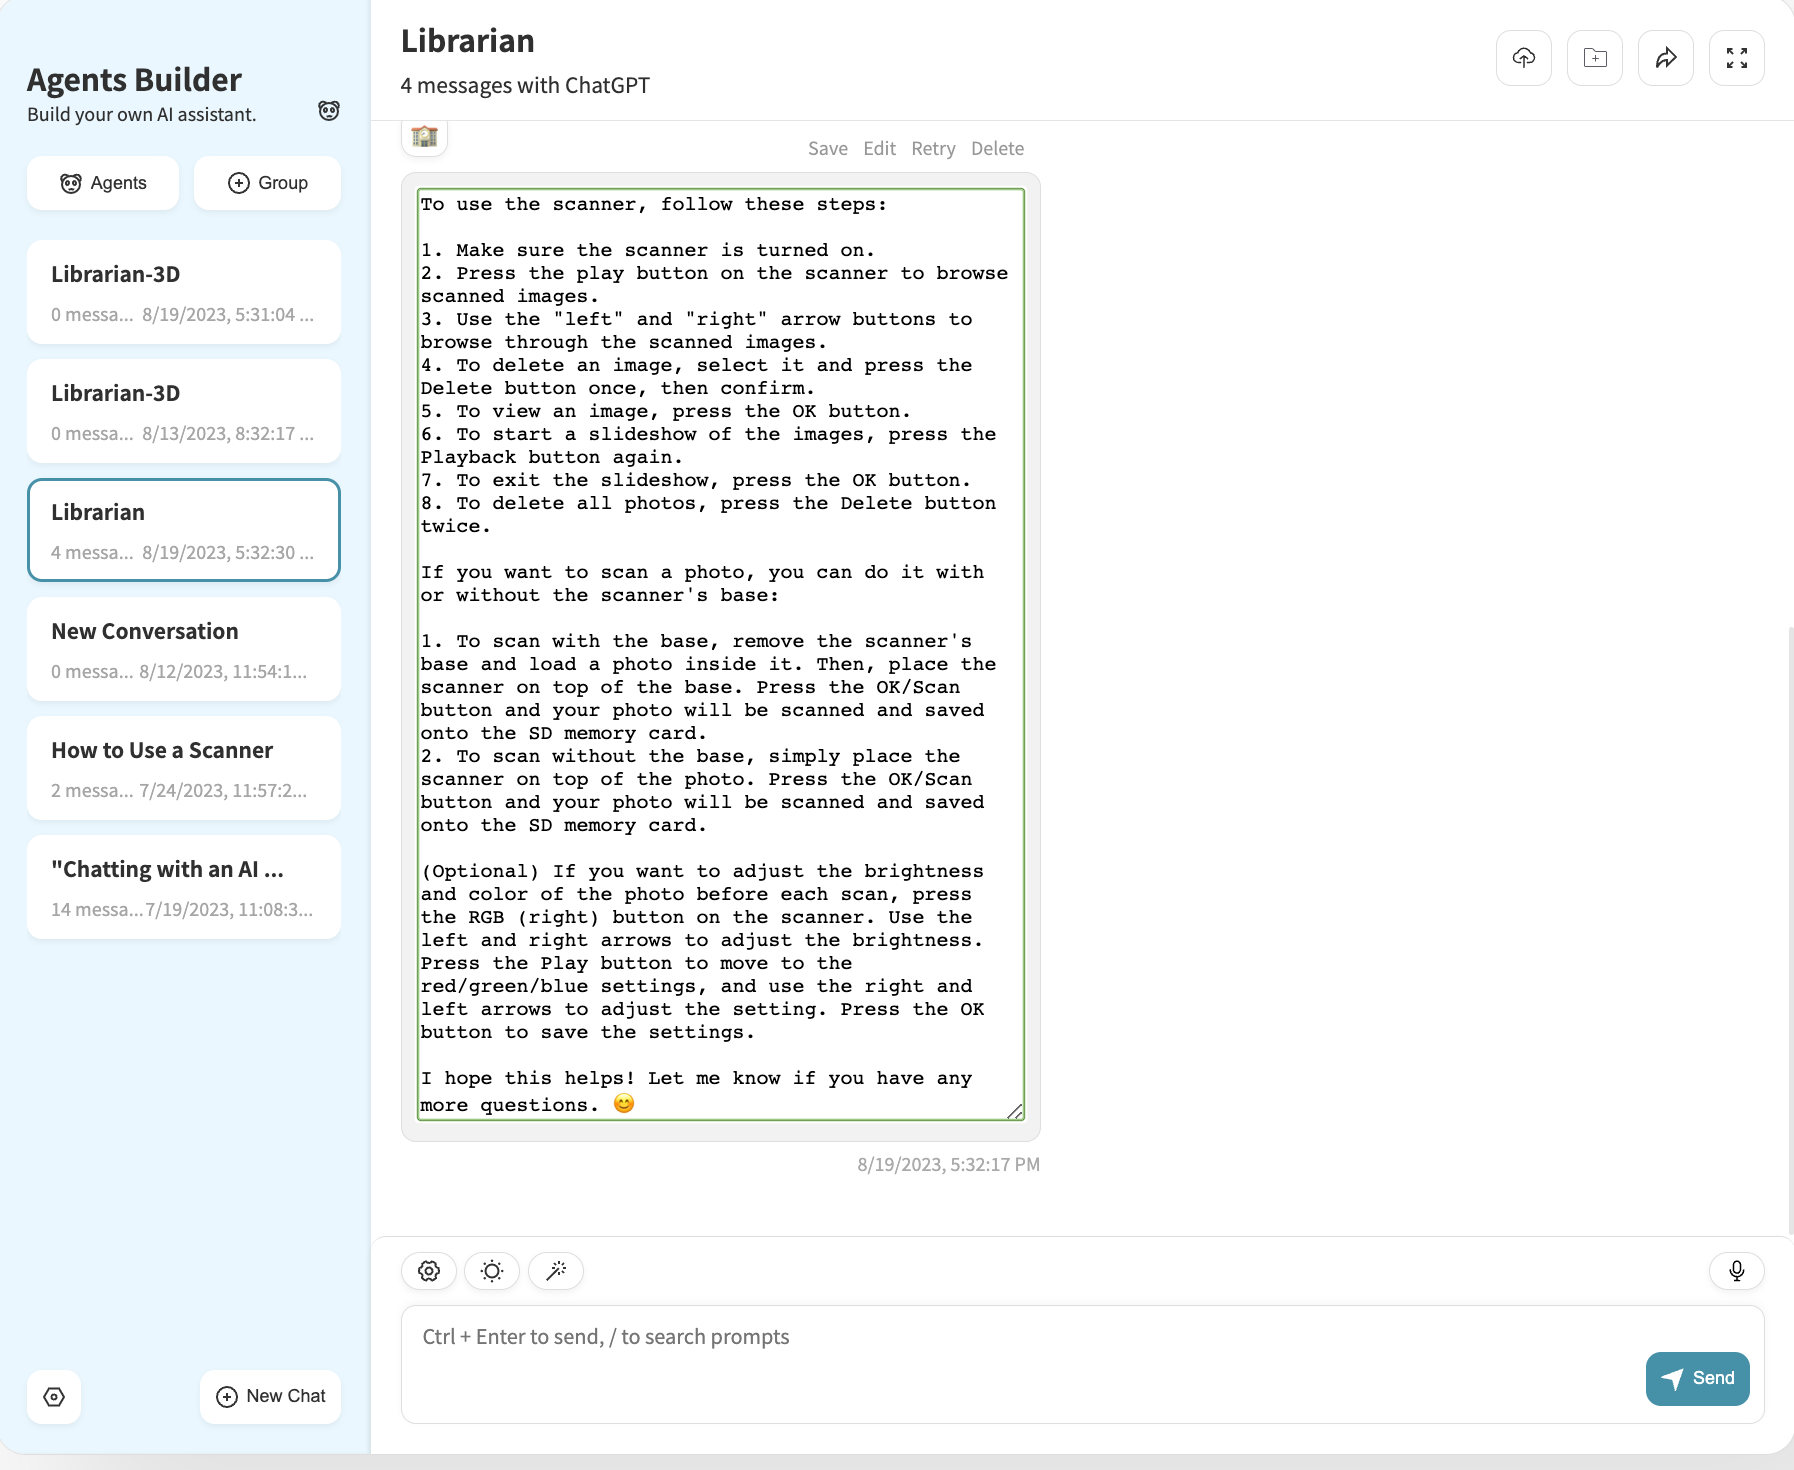 Agents Builder
Build your own AI assistant.
Agents
Group
Librarian-3D
0 messa... 8/19/2023, 5:31:04 ...
Librarian-3D
0 messa... 8/13/2023, 8:32:17 ...
Librarian
4 messa... 8/19/2023, 5:32:30 ...
New Conversation
0 messa... 8/12/2023, 11:54:1...
How to Use a Scanner
2 messa... 7/24/2023, 11:57:2...
"Chatting with an AI ...
14 messa... 7/19/2023, 11:08:3...
New Chat
Librarian
4 messages with ChatGPT
Save Edit Retry Delete
To use the scanner, follow these steps:
1. Make sure the scanner is turned on.
2. Press the play button on the scanner to browse
scanned images.
3. Use the "left" and "right" arrow buttons to
browse through the scanned images.
4. To delete an image, select it and press the
Delete button once, then confirm.
5. To view an image, press the OK button.
6. To start a slideshow of the images, press the
Playback button again.
7. To exit the slideshow, press the OK button.
8. To delete all photos, press the Delete button
twice.
If you want to scan a photo, you can do it with
or without the scanner's base:
1. To scan with the base, remove the scanner's
base and load a photo inside it. Then, place the
scanner on top of the base. Press the OK/Scan
button and your photo will be scanned and saved
onto the SD memory card.
2. To scan without the base, simply place the
scanner on top of the photo. Press the OK/Scan
button and your photo will be scanned and saved
onto the SD memory card.
(Optional) If you want to adjust the brightness
and color of the photo before each scan, press
the RGB (right) button on the scanner. Use the
left and right arrows to adjust the brightness.
Press the Play button to move to the
red/green/blue settings, and use the right and
left arrows to adjust the setting. Press the OK
button to save the settings.
I hope this helps! Let me know if you have any
more questions. 😊
8/19/2023, 5:32:17 PM
Ctrl + Enter to send, / to search prompts
Send